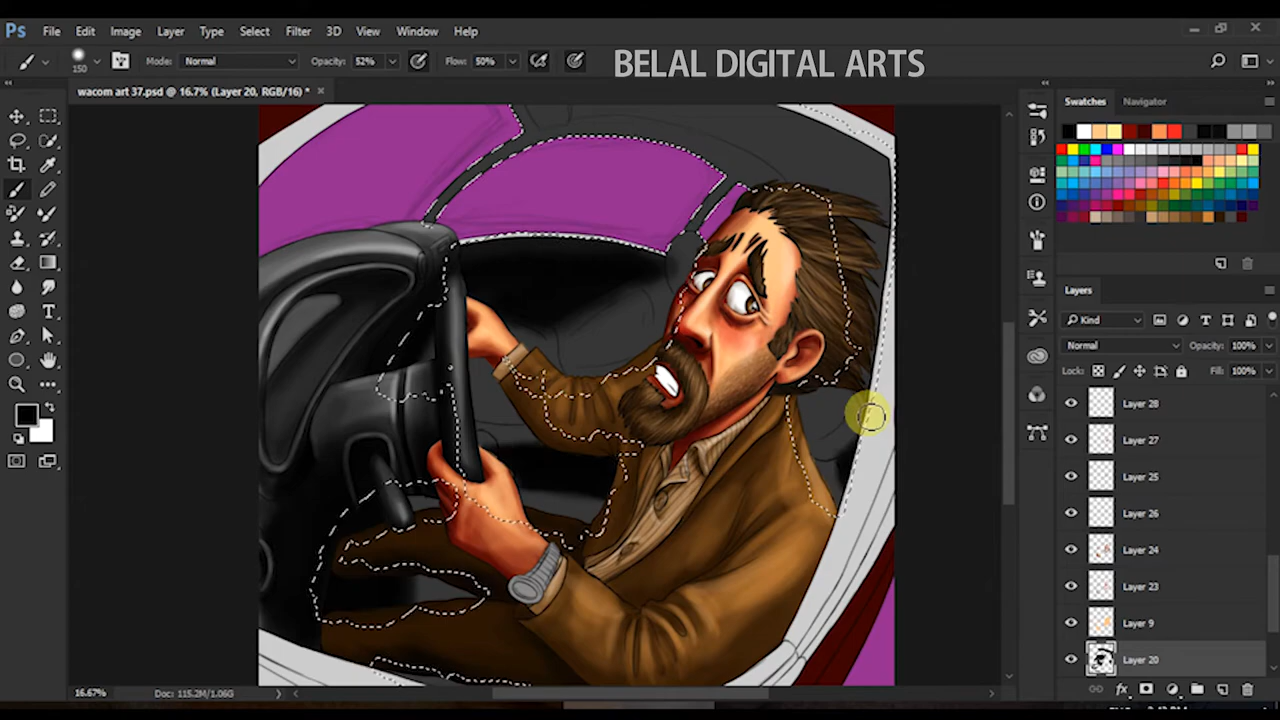 Ps File Edit Image Layer Type Select Filter 3D View Window Help
150 Mode: Normal Opacity: 52% Flow: 50% BELAL DIGITAL ARTS
wacom art 37.psd @ 16.7% (Layer 20, RGB/16) * ×
Swatches Navigator
Layers
Kind
Normal Opacity: 100%
Lock: Fill: 100%
Layer 28
Layer 27
Layer 25
Layer 26
Layer 24
Layer 23
Layer 9
Layer 20
16.67% Doc: 115.2M/1.06G